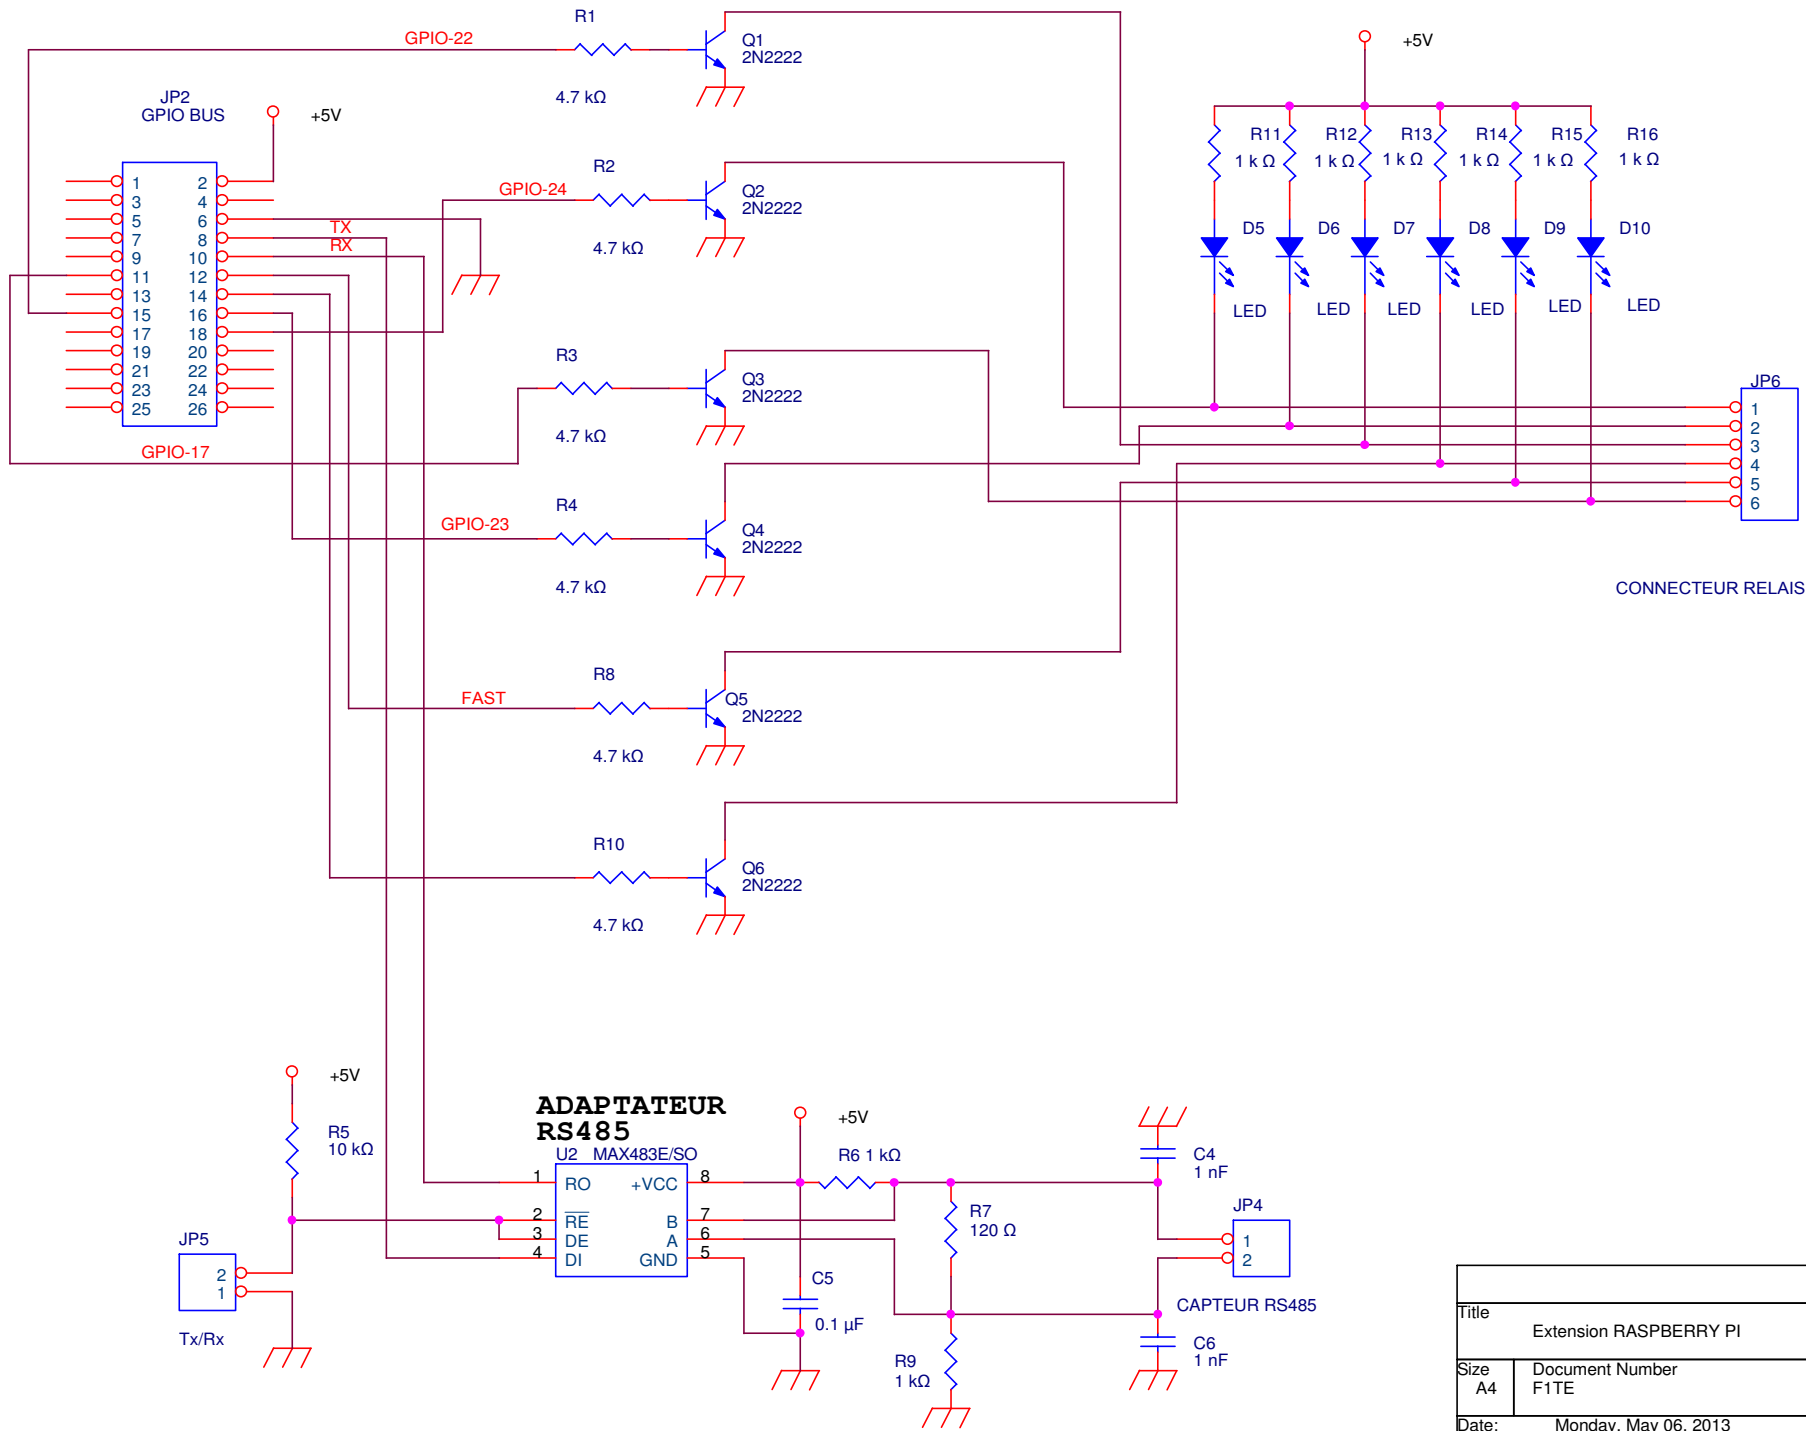 R1
GPIO-22
Q1
2N2222
4.7 kΩ
+5V
JP2
GPIO BUS
+5V
R2
GPIO-24
Q2
2N2222
4.7 kΩ
1 2
3 4
5 6
7 8
9 10
11 12
13 14
15 16
17 18
19 20
21 22
23 24
25 26
TX
RX
R11 R12 R13 R14 R15 R16
1 k Ω 1 k Ω 1 k Ω 1 k Ω 1 k Ω 1 k Ω
D5 D6 D7 D8 D9 D10
LED LED LED LED LED LED
R3
Q3
2N2222
4.7 kΩ
GPIO-17
JP6
1
2
3
4
5
6
CONNECTEUR RELAIS
R4
GPIO-23
Q4
2N2222
4.7 kΩ
R8
FAST
Q5
2N2222
4.7 kΩ
R10
Q6
2N2222
4.7 kΩ
+5V
R5
10 kΩ
JP5
2
1
Tx/Rx
ADAPTATEUR
RS485
U2 MAX483E/SO
1 RO +VCC 8
2 RE B 7
3 DE A 6
4 DI GND 5
+5V
R6 1 kΩ
R7
120 Ω
C5
0.1 µF
R9
1 kΩ
C4
1 nF
JP4
1
2
CAPTEUR RS485
C6
1 nF
Title
Extension RASPBERRY PI
Size Document Number
A4 F1TE
Date: Monday, May 06, 2013